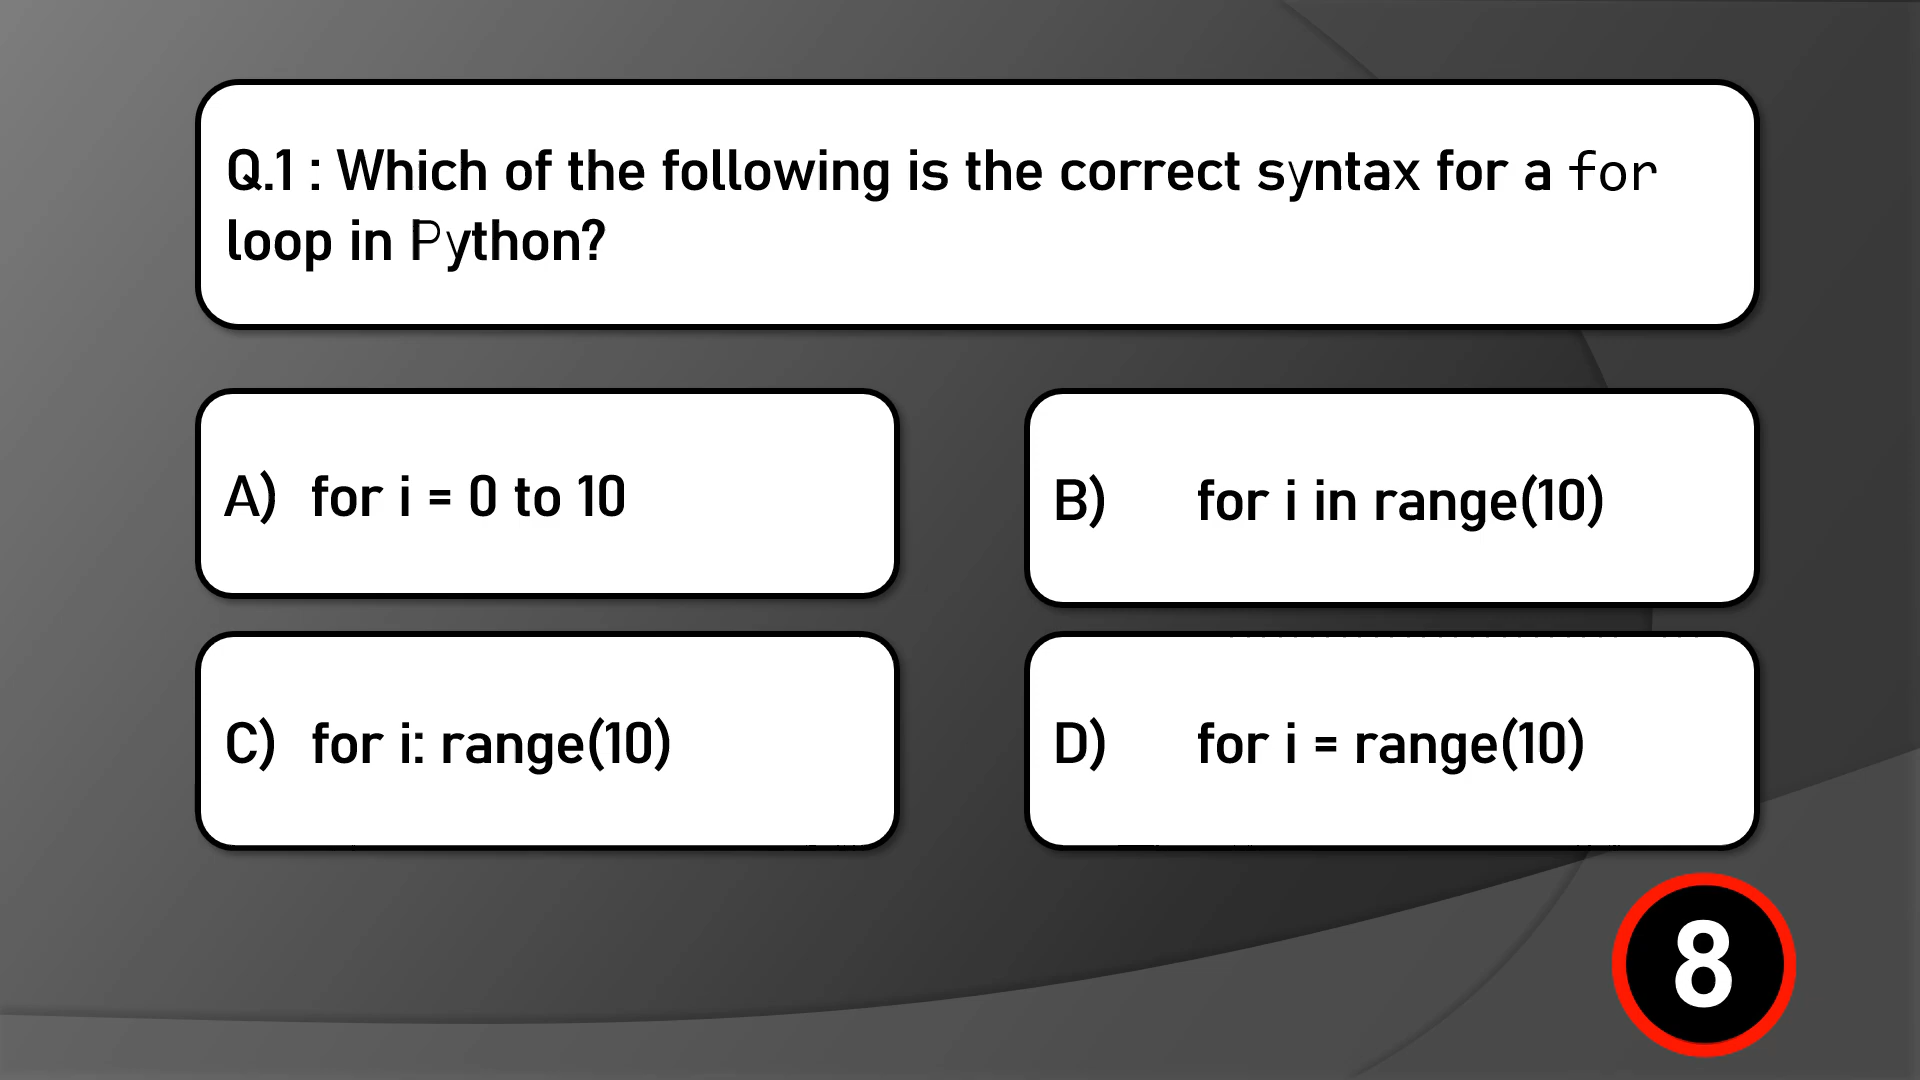 Q.1 : Which of the following is the correct syntax for a for
loop in Python?
A) for i = 0 to 10
B) for i in range(10)
C) for i: range(10)
D) for i = range(10)
8